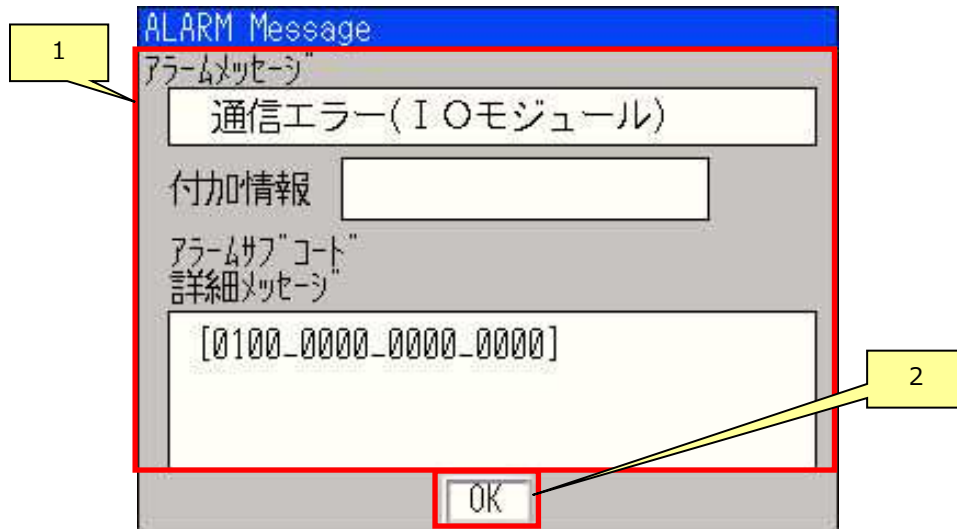 ALARM Message
1
ｱﾗｰﾑﾒｯｾｰｼﾞ
通信エラー(ＩＯモジュール)
付加情報
ｱﾗｰﾑｻﾌﾞｺｰﾄﾞ
詳細ﾒｯｾｰｼﾞ
[0100_0000_0000_0000]
2
OK